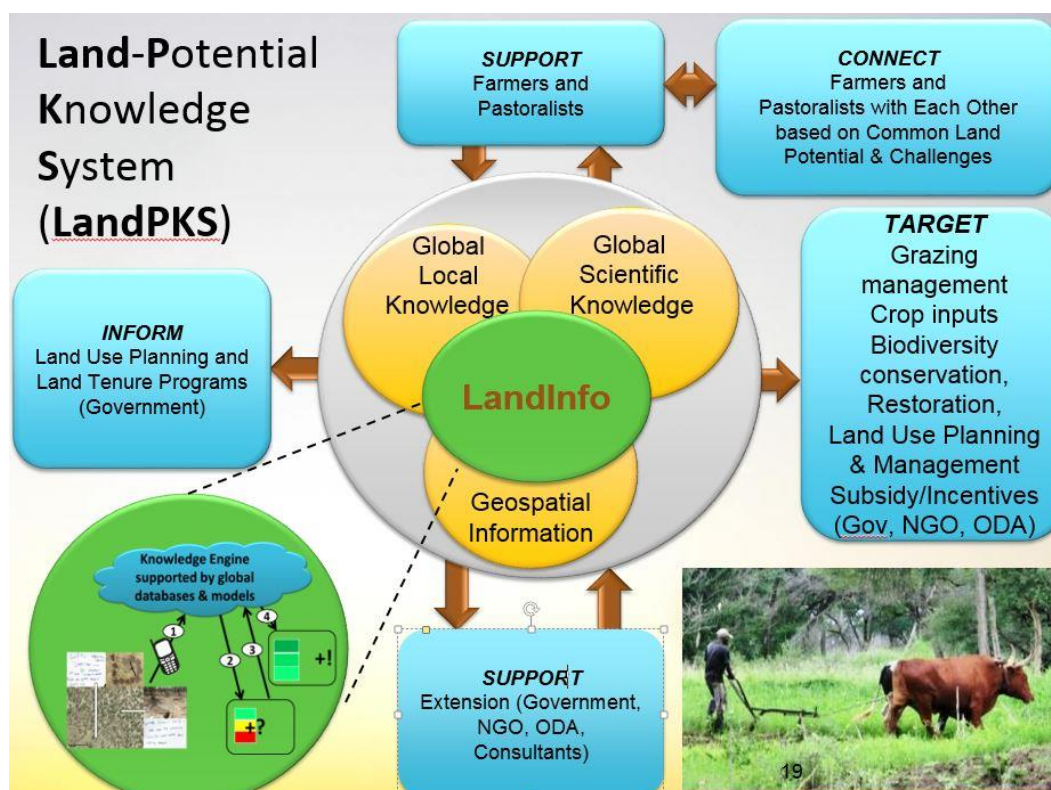 Land-Potential
Knowledge
System
(LandPKS)
SUPPORT
Farmers and
Pastoralists
CONNECT
Farmers and
Pastoralists with Each Other
based on Common Land
Potential & Challenges
Global
Local
Knowledge
Global
Scientific
Knowledge
TARGET
Grazing
management
Crop inputs
Biodiversity
conservation,
Restoration,
Land Use Planning
& Management
Subsidy/Incentives
(Gov, NGO, ODA)
INFORM
Land Use Planning and
Land Tenure Programs
(Government)
LandInfo
Geospatial
Information
Knowledge Engine
supported by global
databases & models
1
2
3
4
+!
+?
SUPPORT
Extension (Government,
NGO, ODA,
Consultants)
19